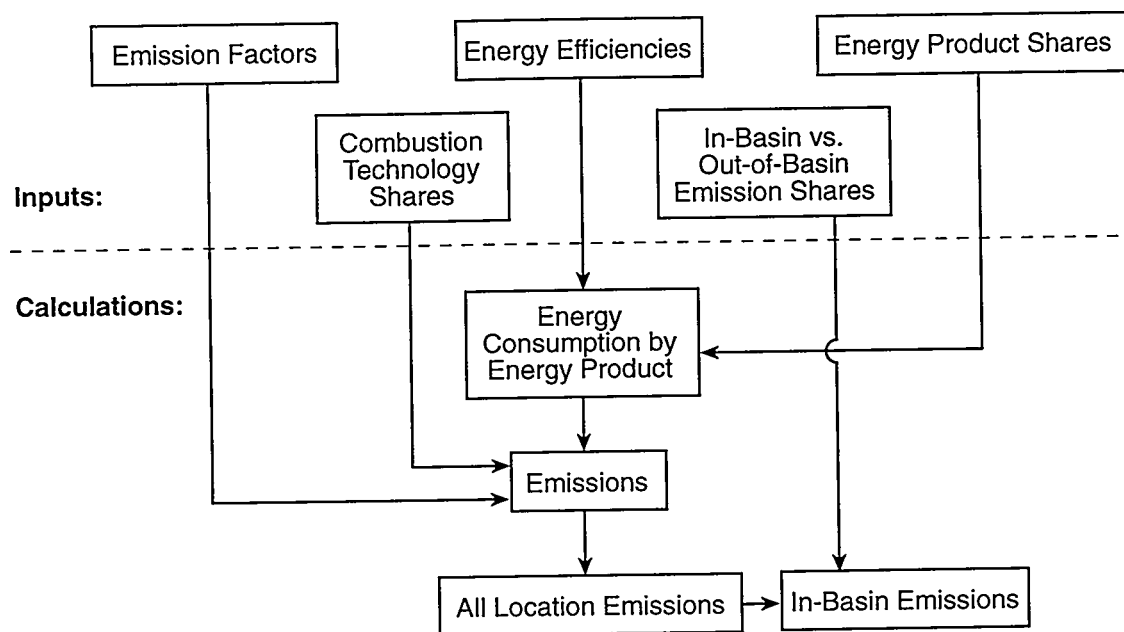 Emission Factors
Energy Efficiencies
Energy Product Shares
Combustion
Technology
Shares
In-Basin vs.
Out-of-Basin
Emission Shares
Inputs:
Calculations:
Energy
Consumption by
Energy Product
Emissions
All Location Emissions
In-Basin Emissions